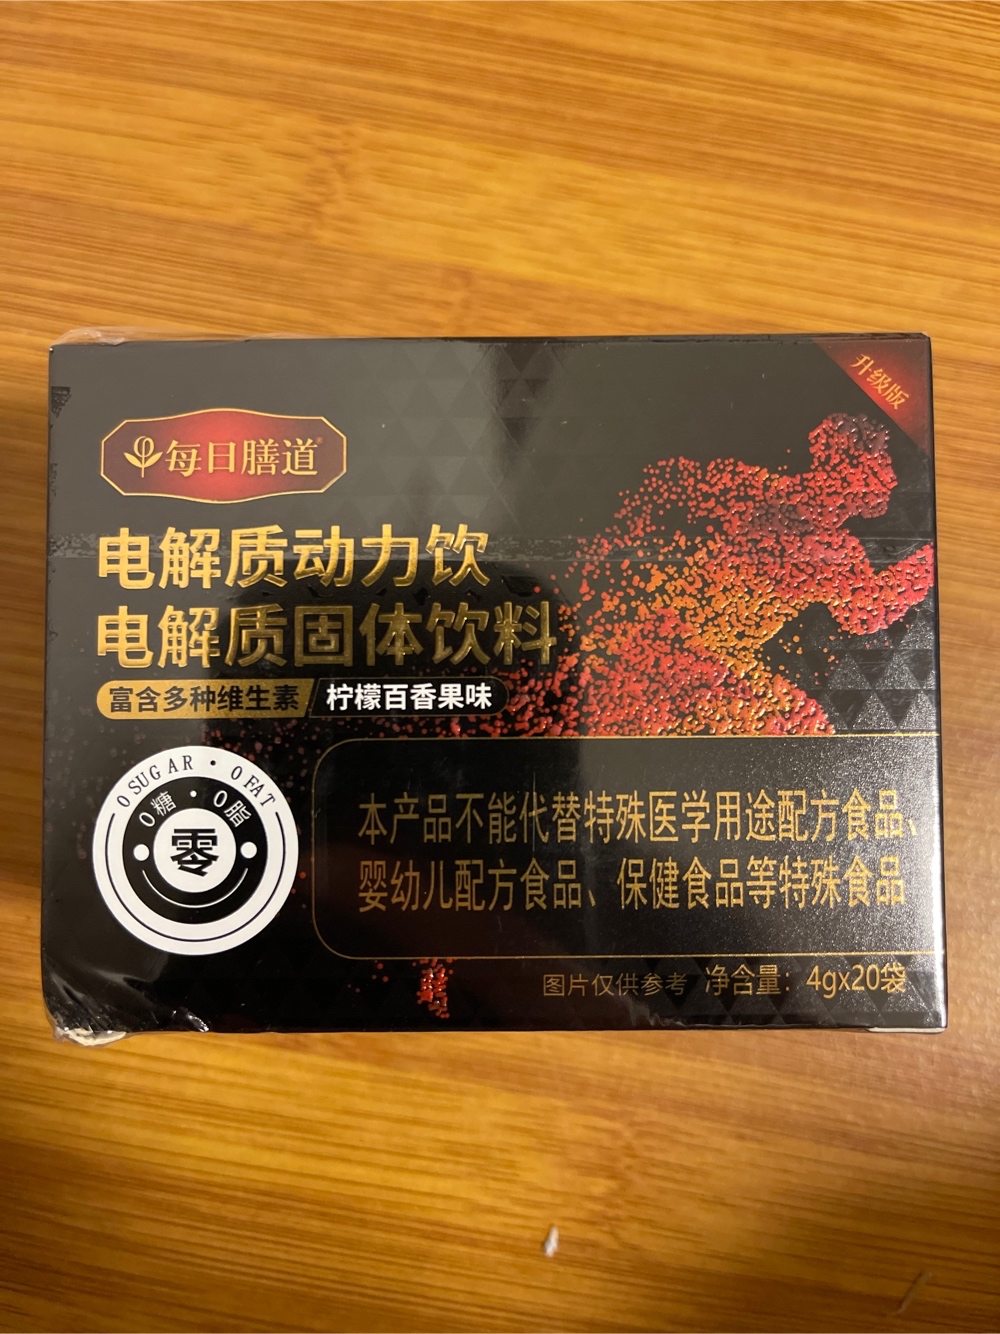 升级版
每日膳道®
电解质动力饮
电解质固体饮料
富含多种维生素/柠檬百香果味
0 SUGAR · 0 FAT
0糖 · 0脂
零
本产品不能代替特殊医学用途配方食品、
婴幼儿配方食品、保健食品等特殊食品
图片仅供参考 净含量：4gx20袋